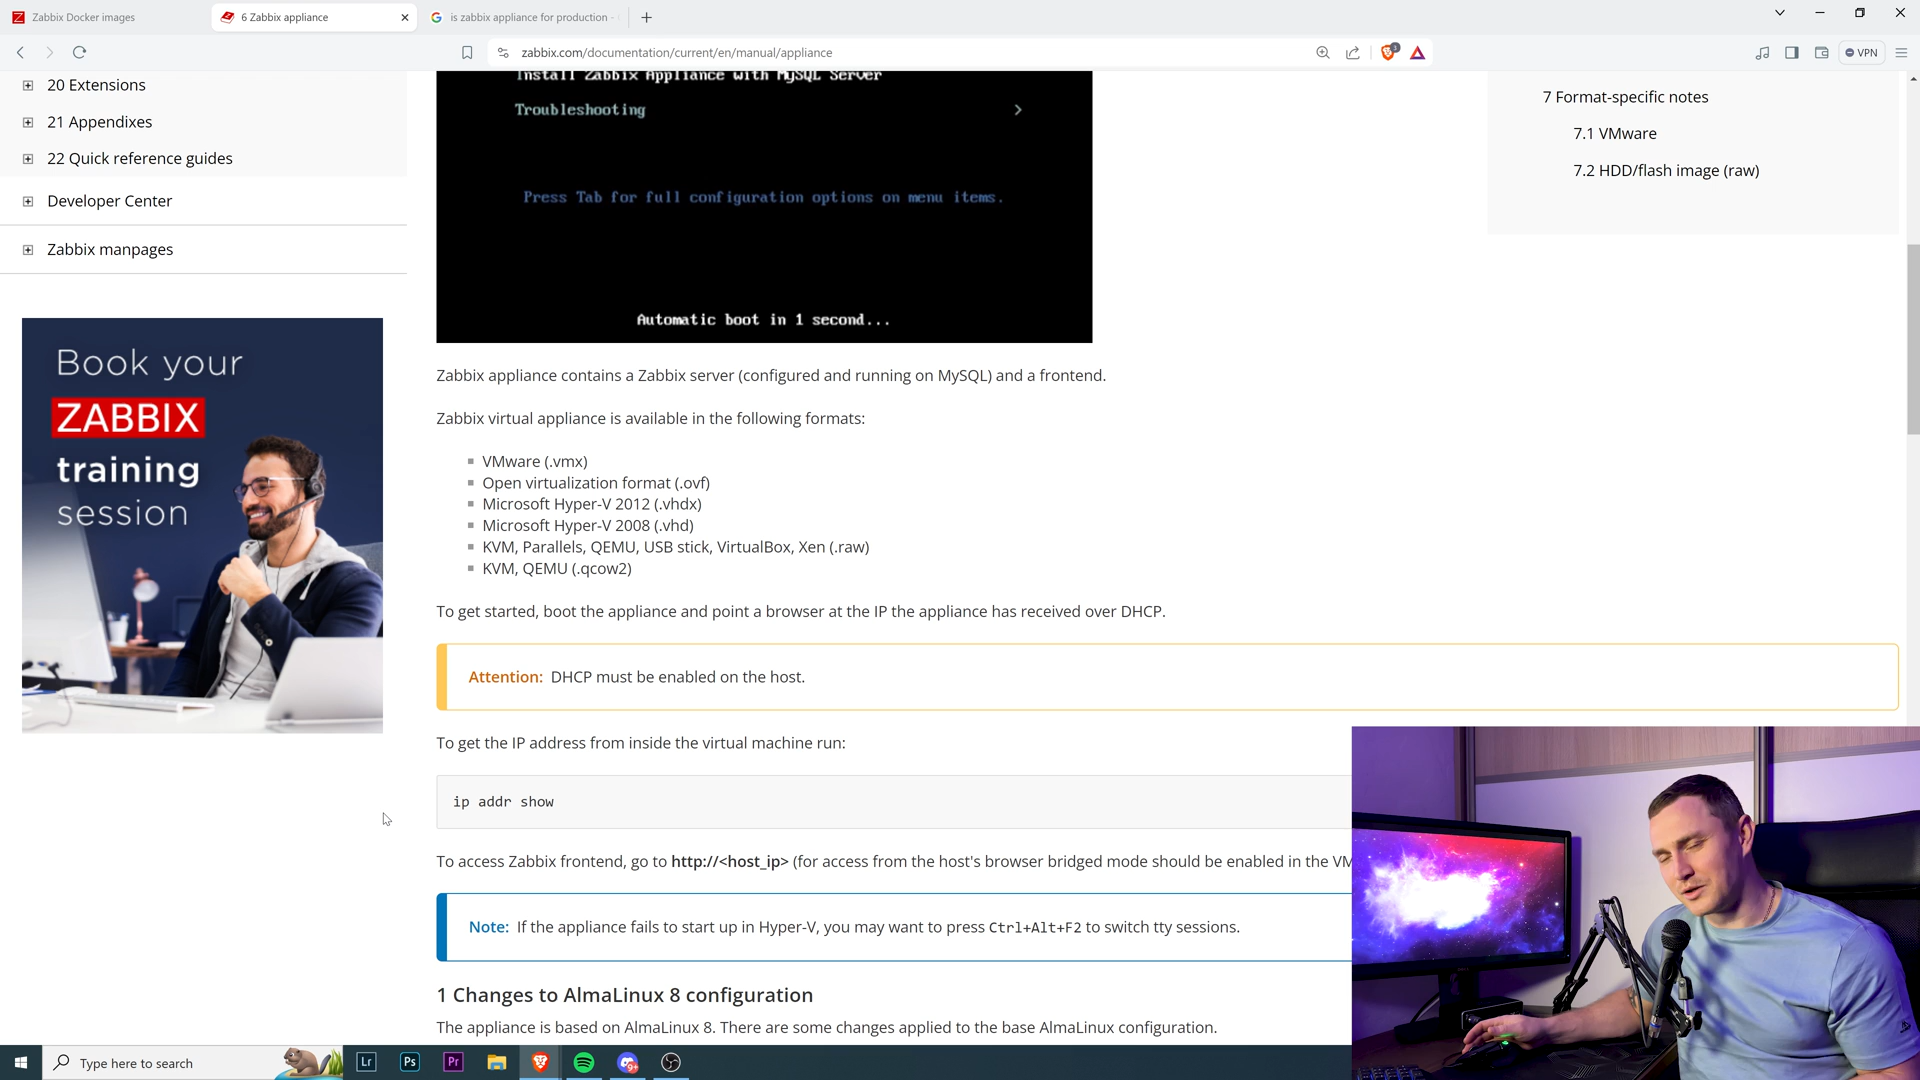 Zabbix Docker images
6 Zabbix appliance
is zabbix appliance for production -
zabbix.com/documentation/current/en/manual/appliance
VPN
20 Extensions
21 Appendixes
22 Quick reference guides
Developer Center
Zabbix manpages
Book your
ZABBIX
training
session
Install Zabbix Appliance with MySQL Server
Troubleshooting
Press Tab for full configuration options on menu items.
Automatic boot in 1 second...
Zabbix appliance contains a Zabbix server (configured and running on MySQL) and a frontend.
Zabbix virtual appliance is available in the following formats:
VMware (.vmx)
Open virtualization format (.ovf)
Microsoft Hyper-V 2012 (.vhdx)
Microsoft Hyper-V 2008 (.vhd)
KVM, Parallels, QEMU, USB stick, VirtualBox, Xen (.raw)
KVM, QEMU (.qcow2)
To get started, boot the appliance and point a browser at the IP the appliance has received over DHCP.
Attention: DHCP must be enabled on the host.
To get the IP address from inside the virtual machine run:
ip addr show
To access Zabbix frontend, go to http://<host_ip> (for access from the host's browser bridged mode should be enabled in the VM
Note: If the appliance fails to start up in Hyper-V, you may want to press Ctrl+Alt+F2 to switch tty sessions.
1 Changes to AlmaLinux 8 configuration
The appliance is based on AlmaLinux 8. There are some changes applied to the base AlmaLinux configuration.
7 Format-specific notes
7.1 VMware
7.2 HDD/flash image (raw)
Type here to search
Lr
Ps
Pr
9+